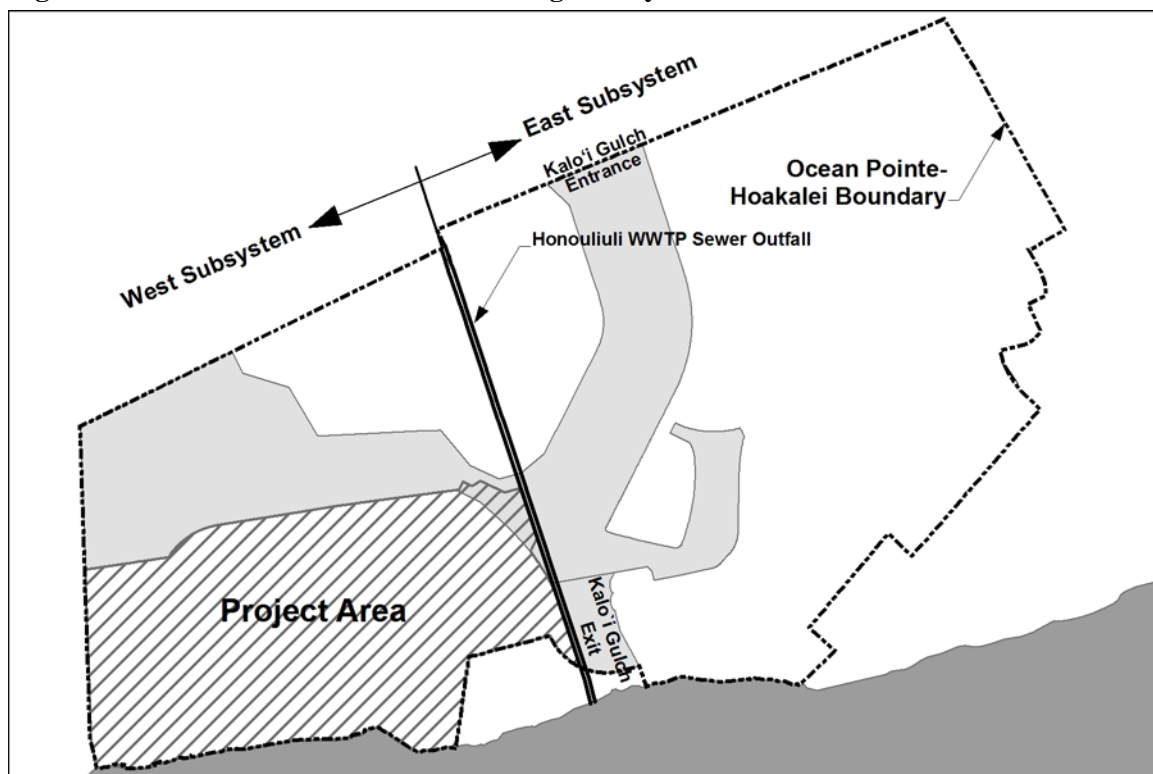 East Subsystem
West Subsystem
Kalo'i Gulch
Entrance
Ocean Pointe-
Hoakalei Boundary
Honouliuli WWTP Sewer Outfall
Project Area
Kalo'i Gulch
Exit